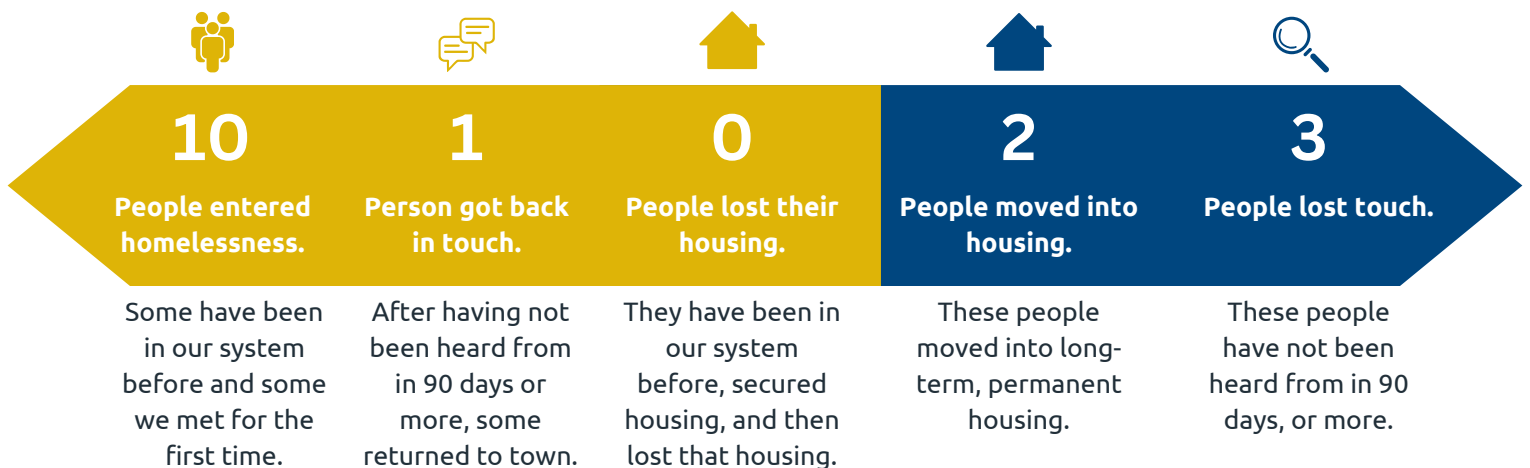 10
People entered
homelessness.
Some have been
in our system
before and some
we met for the
first time.
1
Person got back
in touch.
After having not
been heard from
in 90 days or
more, some
returned to town.
0
People lost their
housing.
They have been in
our system
before, secured
housing, and then
lost that housing.
2
People moved into
housing.
These people
moved into long-
term, permanent
housing.
3
People lost touch.
These people
have not been
heard from in 90
days, or more.